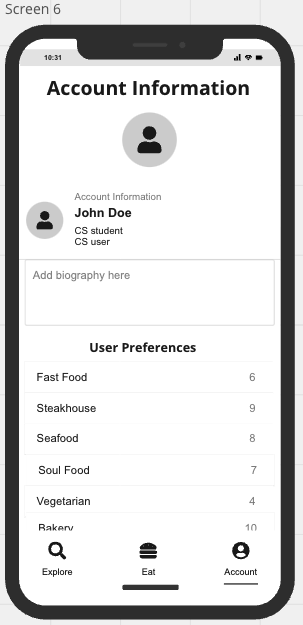 Screen 6
10:31
Account Information
Account Information
John Doe
CS student
CS user
Add biography here
User Preferences
Fast Food 6
Steakhouse 9
Seafood 8
Soul Food 7
Vegetarian 4
Bakery 10
Explore Eat Account